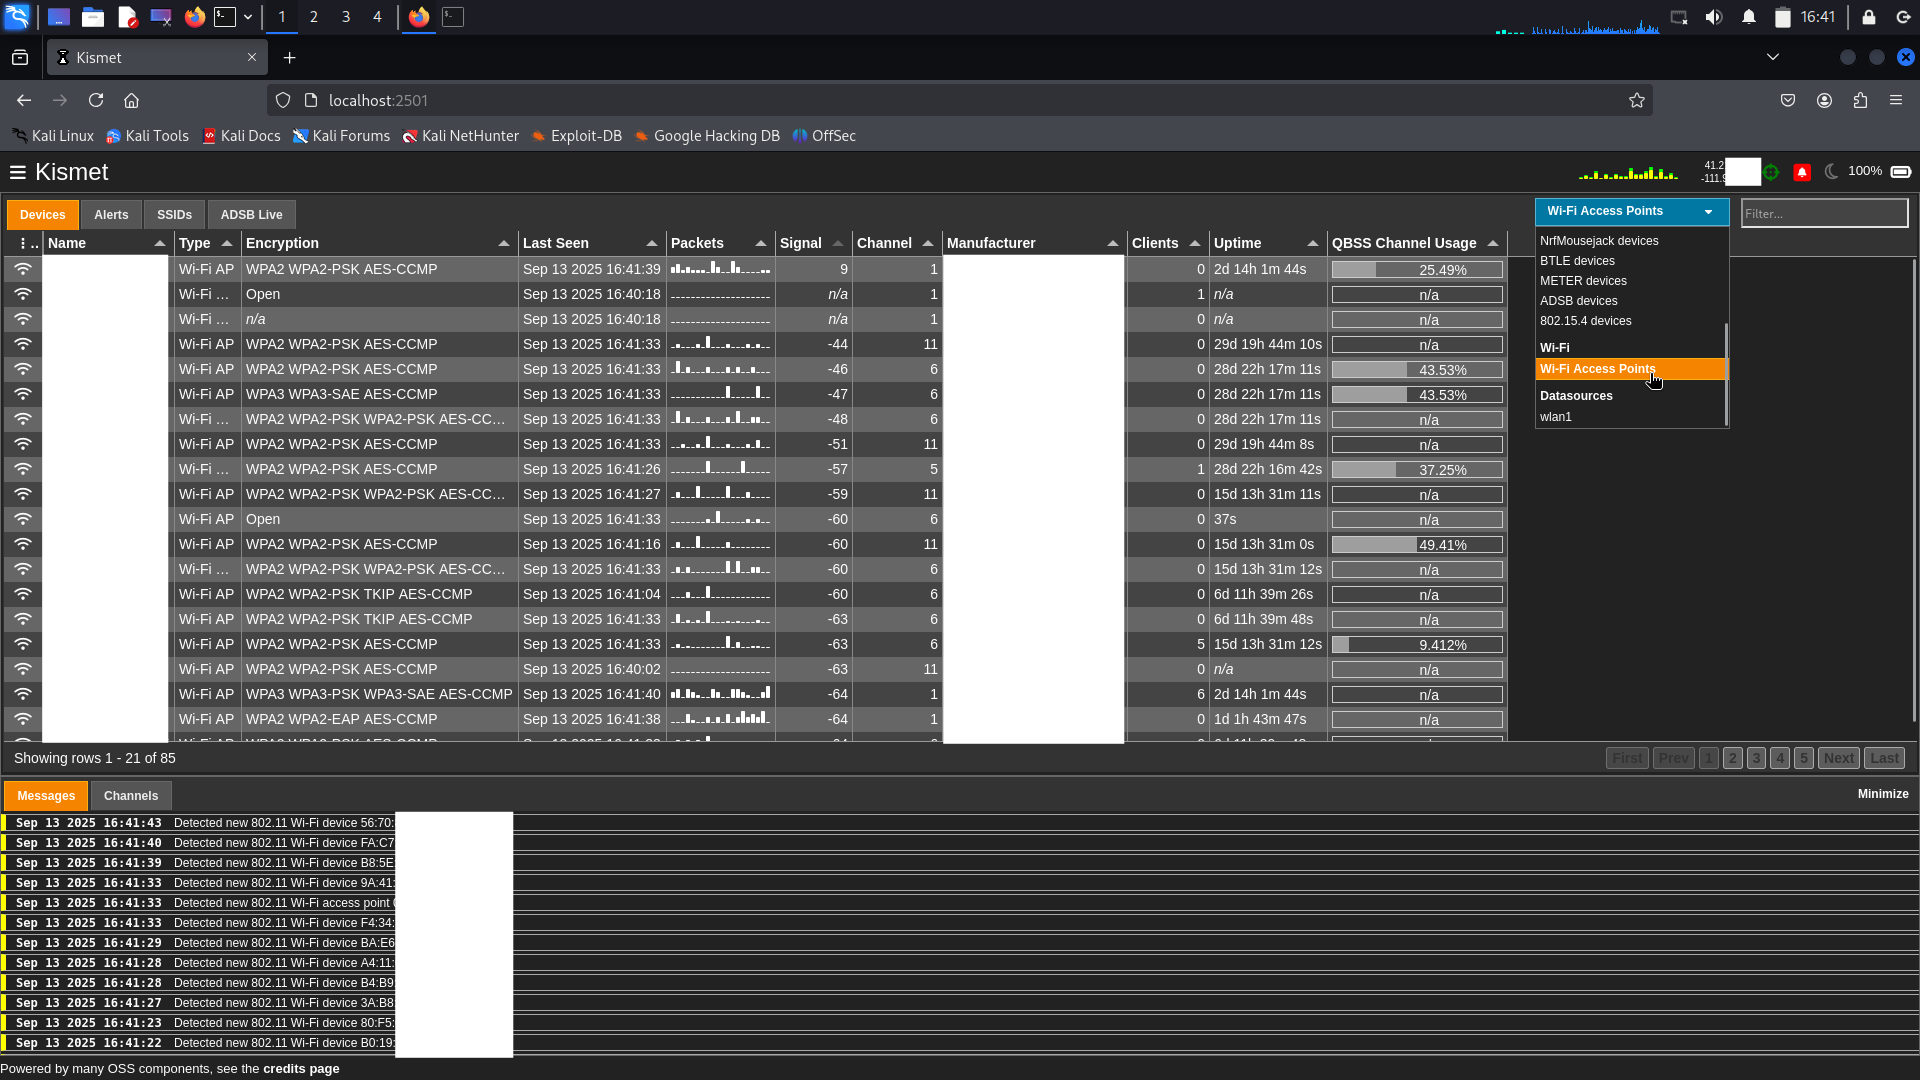 1 2 3 4 16:41
Kismet
localhost:2501
Kali Linux Kali Tools Kali Docs Kali Forums Kali NetHunter Exploit-DB Google Hacking DB OffSec
Kismet 41.2 100%
-111.9
Devices Alerts SSIDs ADSB Live Wi-Fi Access Points Filter...
Name Type Encryption Last Seen Packets Signal Channel Manufacturer Clients Uptime QBSS Channel Usage
Wi-Fi AP WPA2 WPA2-PSK AES-CCMP Sep 13 2025 16:41:39 9 1 0 2d 14h 1m 44s 25.49%
Wi-Fi ... Open Sep 13 2025 16:40:18 n/a 1 1 n/a n/a
Wi-Fi ... n/a Sep 13 2025 16:40:18 n/a 1 0 n/a n/a
Wi-Fi AP WPA2 WPA2-PSK AES-CCMP Sep 13 2025 16:41:33 -44 11 0 29d 19h 44m 10s n/a
Wi-Fi AP WPA2 WPA2-PSK AES-CCMP Sep 13 2025 16:41:33 -46 6 0 28d 22h 17m 11s 43.53%
Wi-Fi AP WPA3 WPA3-SAE AES-CCMP Sep 13 2025 16:41:33 -47 6 0 28d 22h 17m 11s 43.53%
Wi-Fi ... WPA2 WPA2-PSK WPA2-PSK AES-CC... Sep 13 2025 16:41:33 -48 6 0 28d 22h 17m 11s n/a
Wi-Fi AP WPA2 WPA2-PSK AES-CCMP Sep 13 2025 16:41:33 -51 11 0 29d 19h 44m 8s n/a
Wi-Fi ... WPA2 WPA2-PSK AES-CCMP Sep 13 2025 16:41:26 -57 5 1 28d 22h 16m 42s 37.25%
Wi-Fi AP WPA2 WPA2-PSK WPA2-PSK AES-CC... Sep 13 2025 16:41:27 -59 11 0 15d 13h 31m 11s n/a
Wi-Fi AP Open Sep 13 2025 16:41:33 -60 6 0 37s n/a
Wi-Fi AP WPA2 WPA2-PSK AES-CCMP Sep 13 2025 16:41:16 -60 11 0 15d 13h 31m 0s 49.41%
Wi-Fi ... WPA2 WPA2-PSK WPA2-PSK AES-CC... Sep 13 2025 16:41:33 -60 6 0 15d 13h 31m 12s n/a
Wi-Fi AP WPA2 WPA2-PSK TKIP AES-CCMP Sep 13 2025 16:41:04 -60 6 0 6d 11h 39m 26s n/a
Wi-Fi AP WPA2 WPA2-PSK TKIP AES-CCMP Sep 13 2025 16:41:33 -63 6 0 6d 11h 39m 48s n/a
Wi-Fi AP WPA2 WPA2-PSK AES-CCMP Sep 13 2025 16:41:33 -63 6 5 15d 13h 31m 12s 9.412%
Wi-Fi AP WPA2 WPA2-PSK AES-CCMP Sep 13 2025 16:40:02 -63 11 0 n/a n/a
Wi-Fi AP WPA3 WPA3-PSK WPA3-SAE AES-CCMP Sep 13 2025 16:41:40 -64 1 6 2d 14h 1m 44s n/a
Wi-Fi AP WPA2 WPA2-EAP AES-CCMP Sep 13 2025 16:41:38 -64 1 0 1d 1h 43m 47s n/a
NrfMousejack devices
BTLE devices
METER devices
ADSB devices
802.15.4 devices
Wi-Fi
Wi-Fi Access Points
Datasources
wlan1
Showing rows 1 - 21 of 85 First Prev 1 2 3 4 5 Next Last
Messages Channels Minimize
Sep 13 2025 16:41:43 Detected new 802.11 Wi-Fi device 56:70:
Sep 13 2025 16:41:40 Detected new 802.11 Wi-Fi device FA:C7
Sep 13 2025 16:41:39 Detected new 802.11 Wi-Fi device B8:5E
Sep 13 2025 16:41:33 Detected new 802.11 Wi-Fi device 9A:41:
Sep 13 2025 16:41:33 Detected new 802.11 Wi-Fi access point
Sep 13 2025 16:41:33 Detected new 802.11 Wi-Fi device F4:34:
Sep 13 2025 16:41:29 Detected new 802.11 Wi-Fi device BA:E6
Sep 13 2025 16:41:28 Detected new 802.11 Wi-Fi device A4:11:
Sep 13 2025 16:41:28 Detected new 802.11 Wi-Fi device B4:B9
Sep 13 2025 16:41:27 Detected new 802.11 Wi-Fi device 3A:B8
Sep 13 2025 16:41:23 Detected new 802.11 Wi-Fi device 80:F5:
Sep 13 2025 16:41:22 Detected new 802.11 Wi-Fi device B0:19:
Powered by many OSS components, see the credits page